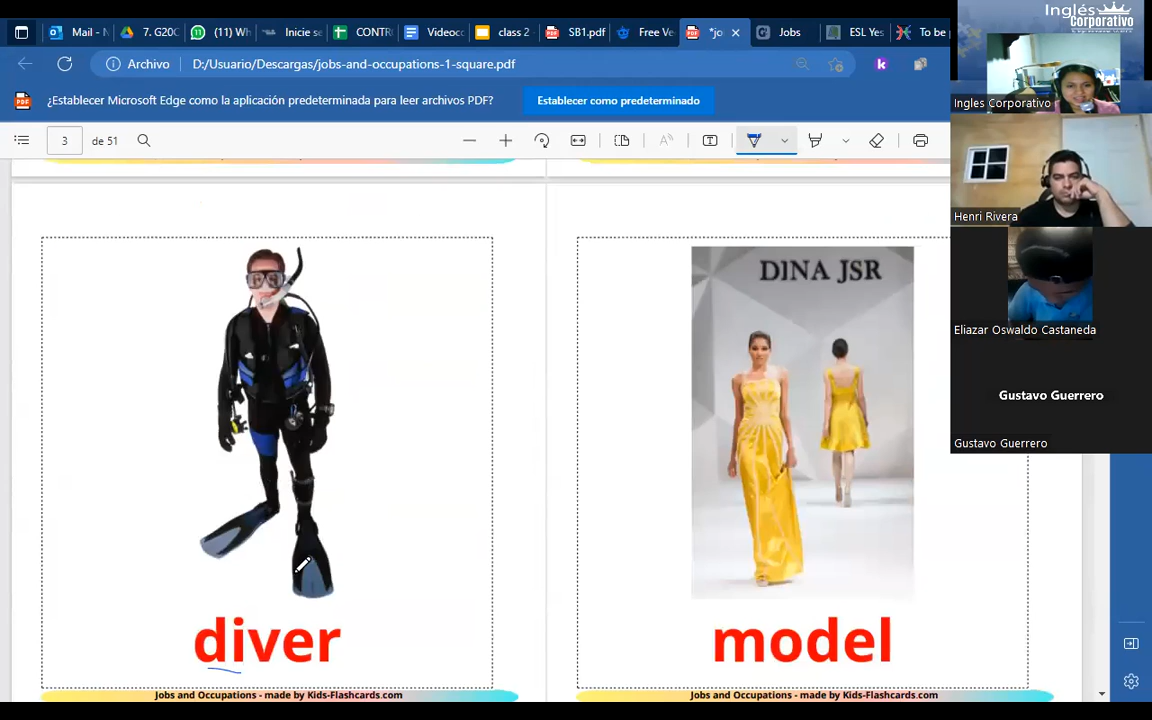 Mail -
7. G20C
(11) Wh
Inicie se
CONTR
Videoco
class 2
SB1.pdf
Free Ve
*jo
Jobs
ESL Yes
To be p
Archivo
D:/Usuario/Descargas/jobs-and-occupations-1-square.pdf
¿Establecer Microsoft Edge como la aplicación predeterminada para leer archivos PDF?
Establecer como predeterminado
3 de 51
Inglés
Corporativo
Ingles Corporativo
Henri Rivera
Eliazar Oswaldo Castaneda
Gustavo Guerrero
Gustavo Guerrero
DINA JSR
diver
model
Jobs and Occupations - made by Kids-Flashcards.com
Jobs and Occupations - made by Kids-Flashcards.com